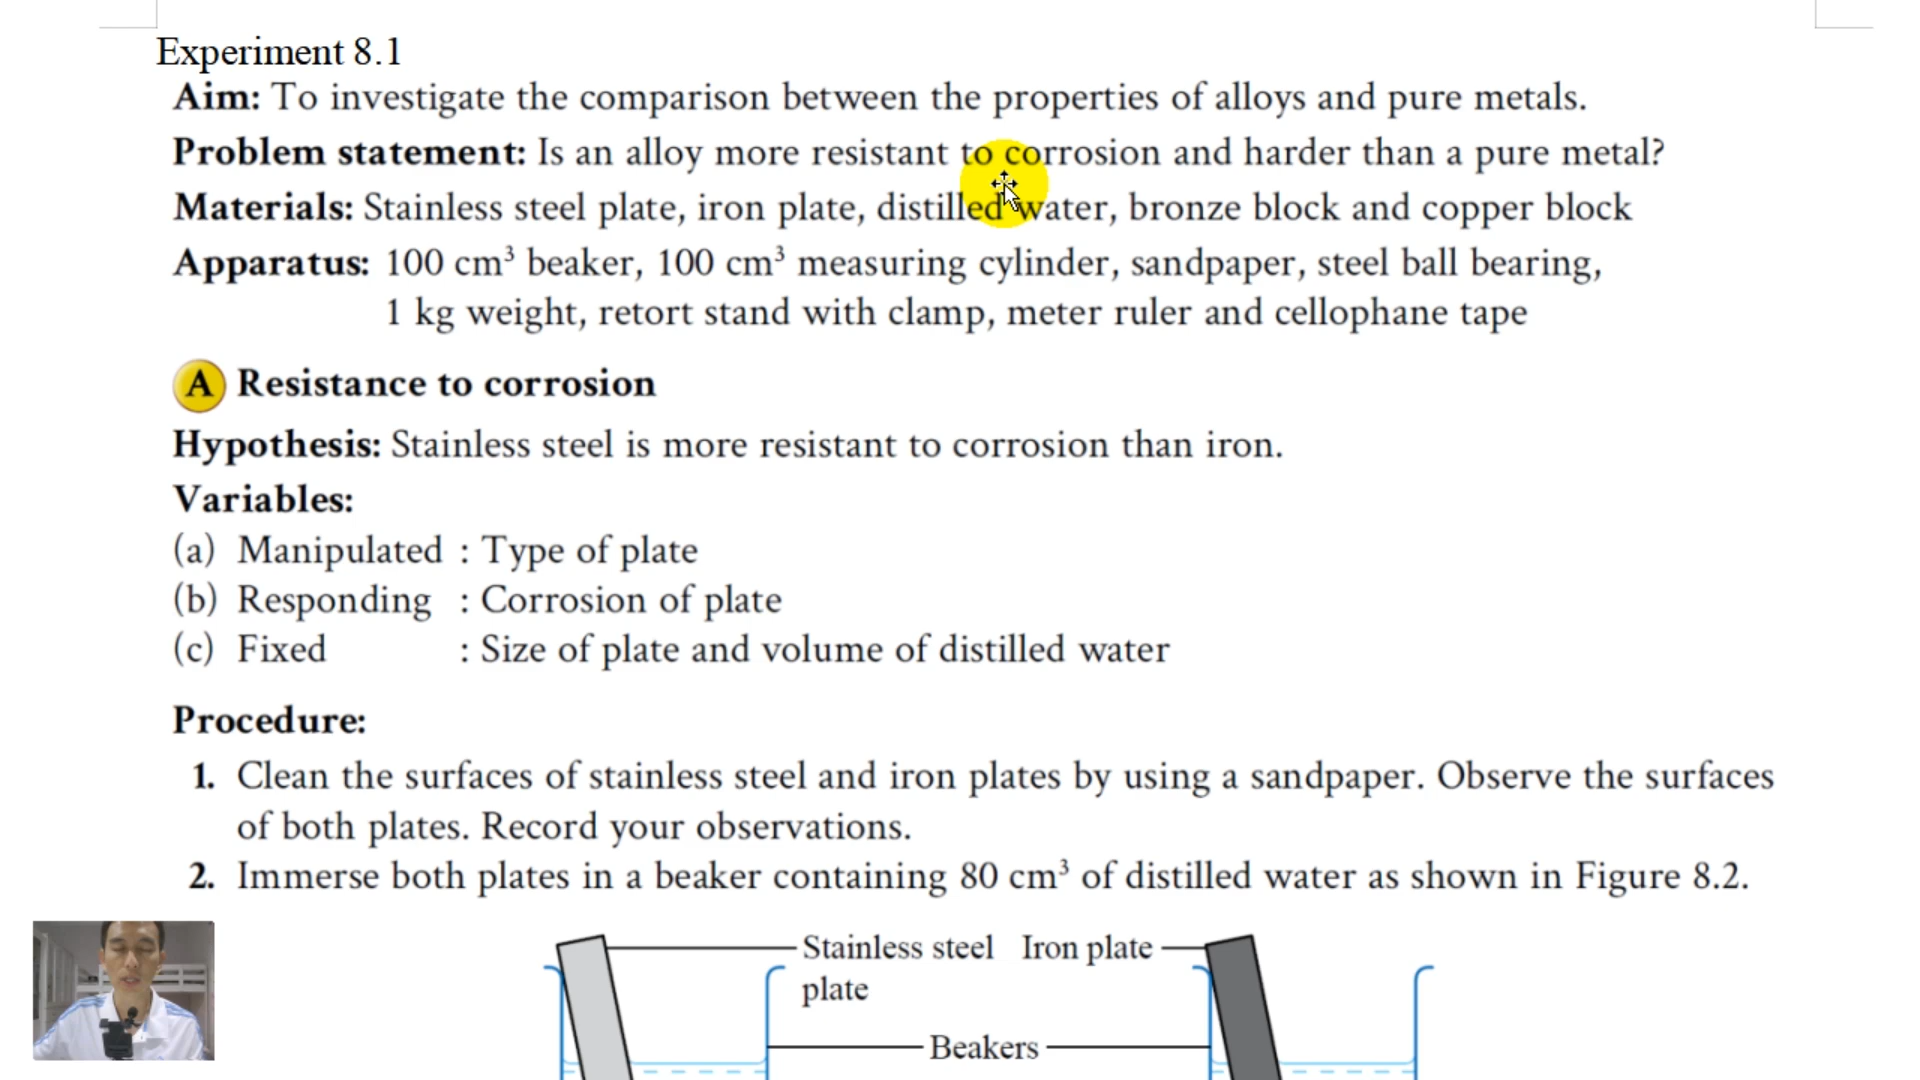 Experiment 8.1
Aim: To investigate the comparison between the properties of alloys and pure metals.
Problem statement: Is an alloy more resistant to corrosion and harder than a pure metal?
Materials: Stainless steel plate, iron plate, distilled water, bronze block and copper block
Apparatus: 100 cm³ beaker, 100 cm³ measuring cylinder, sandpaper, steel ball bearing,
1 kg weight, retort stand with clamp, meter ruler and cellophane tape
A Resistance to corrosion
Hypothesis: Stainless steel is more resistant to corrosion than iron.
Variables:
(a) Manipulated : Type of plate
(b) Responding : Corrosion of plate
(c) Fixed : Size of plate and volume of distilled water
Procedure:
1. Clean the surfaces of stainless steel and iron plates by using a sandpaper. Observe the surfaces
of both plates. Record your observations.
2. Immerse both plates in a beaker containing 80 cm³ of distilled water as shown in Figure 8.2.
Stainless steel Iron plate
plate
Beakers